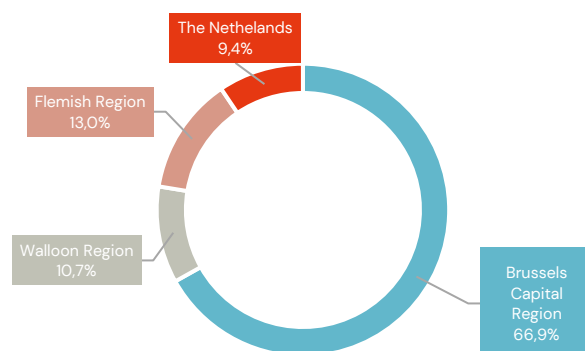 The Nethelands
9,4%
Flemish Region
13,0%
Walloon Region
10,7%
Brussels
Capital
Region
66,9%